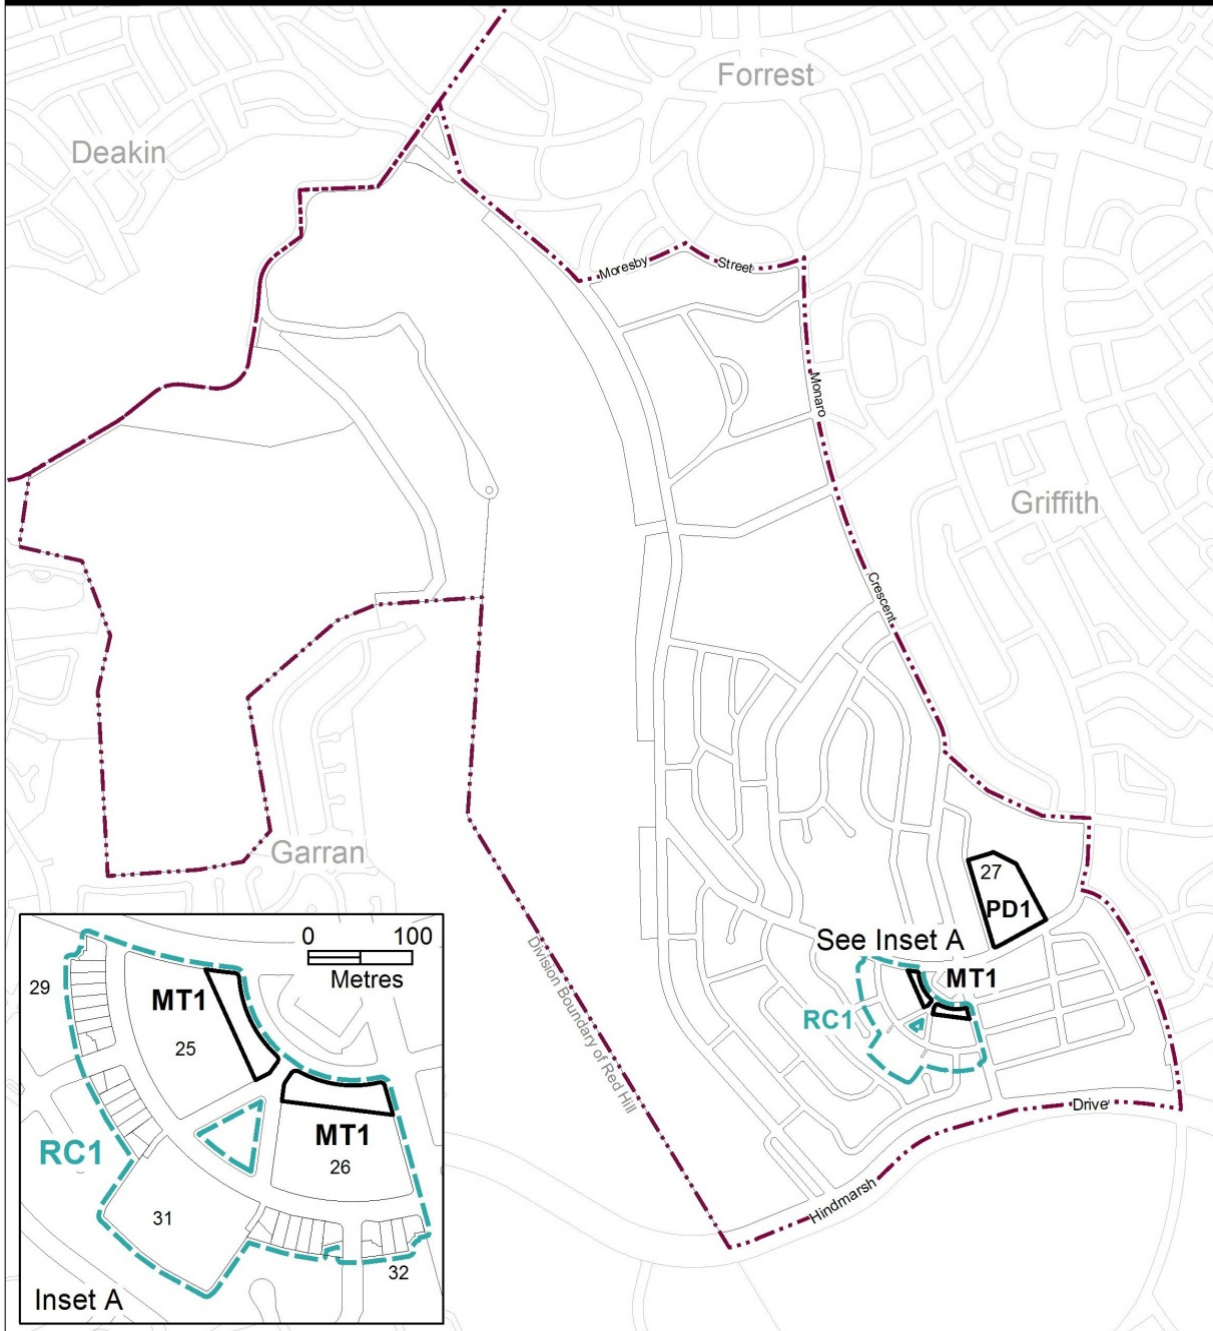 Forrest
Deakin
Moresby
Street
Monaro
Griffith
Crescent
Garran
27
PD1
See Inset A
MT1
RC1
Division Boundary of Red Hill
Drive
Hindmarsh
0 100
Metres
29
MT1
25
MT1
RC1
26
31
32
Inset A